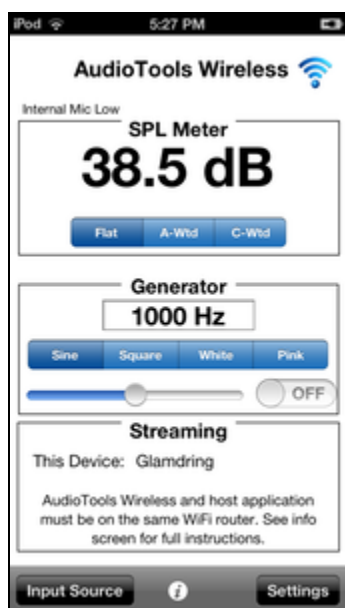 iPod 5:27 PM
AudioTools Wireless
Internal Mic Low
SPL Meter
38.5 dB
Flat A-Wtd C-Wtd
Generator
1000 Hz
Sine Square White Pink
OFF
Streaming
This Device: Glamdring
AudioTools Wireless and host application
must be on the same WiFi router. See info
screen for full instructions.
Input Source i Settings